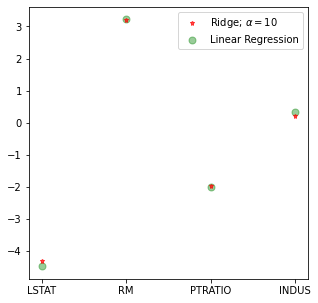 Ridge; α = 10
Linear Regression
3
2
1
0
−1
−2
−3
−4
LSTAT RM PTRATIO INDUS